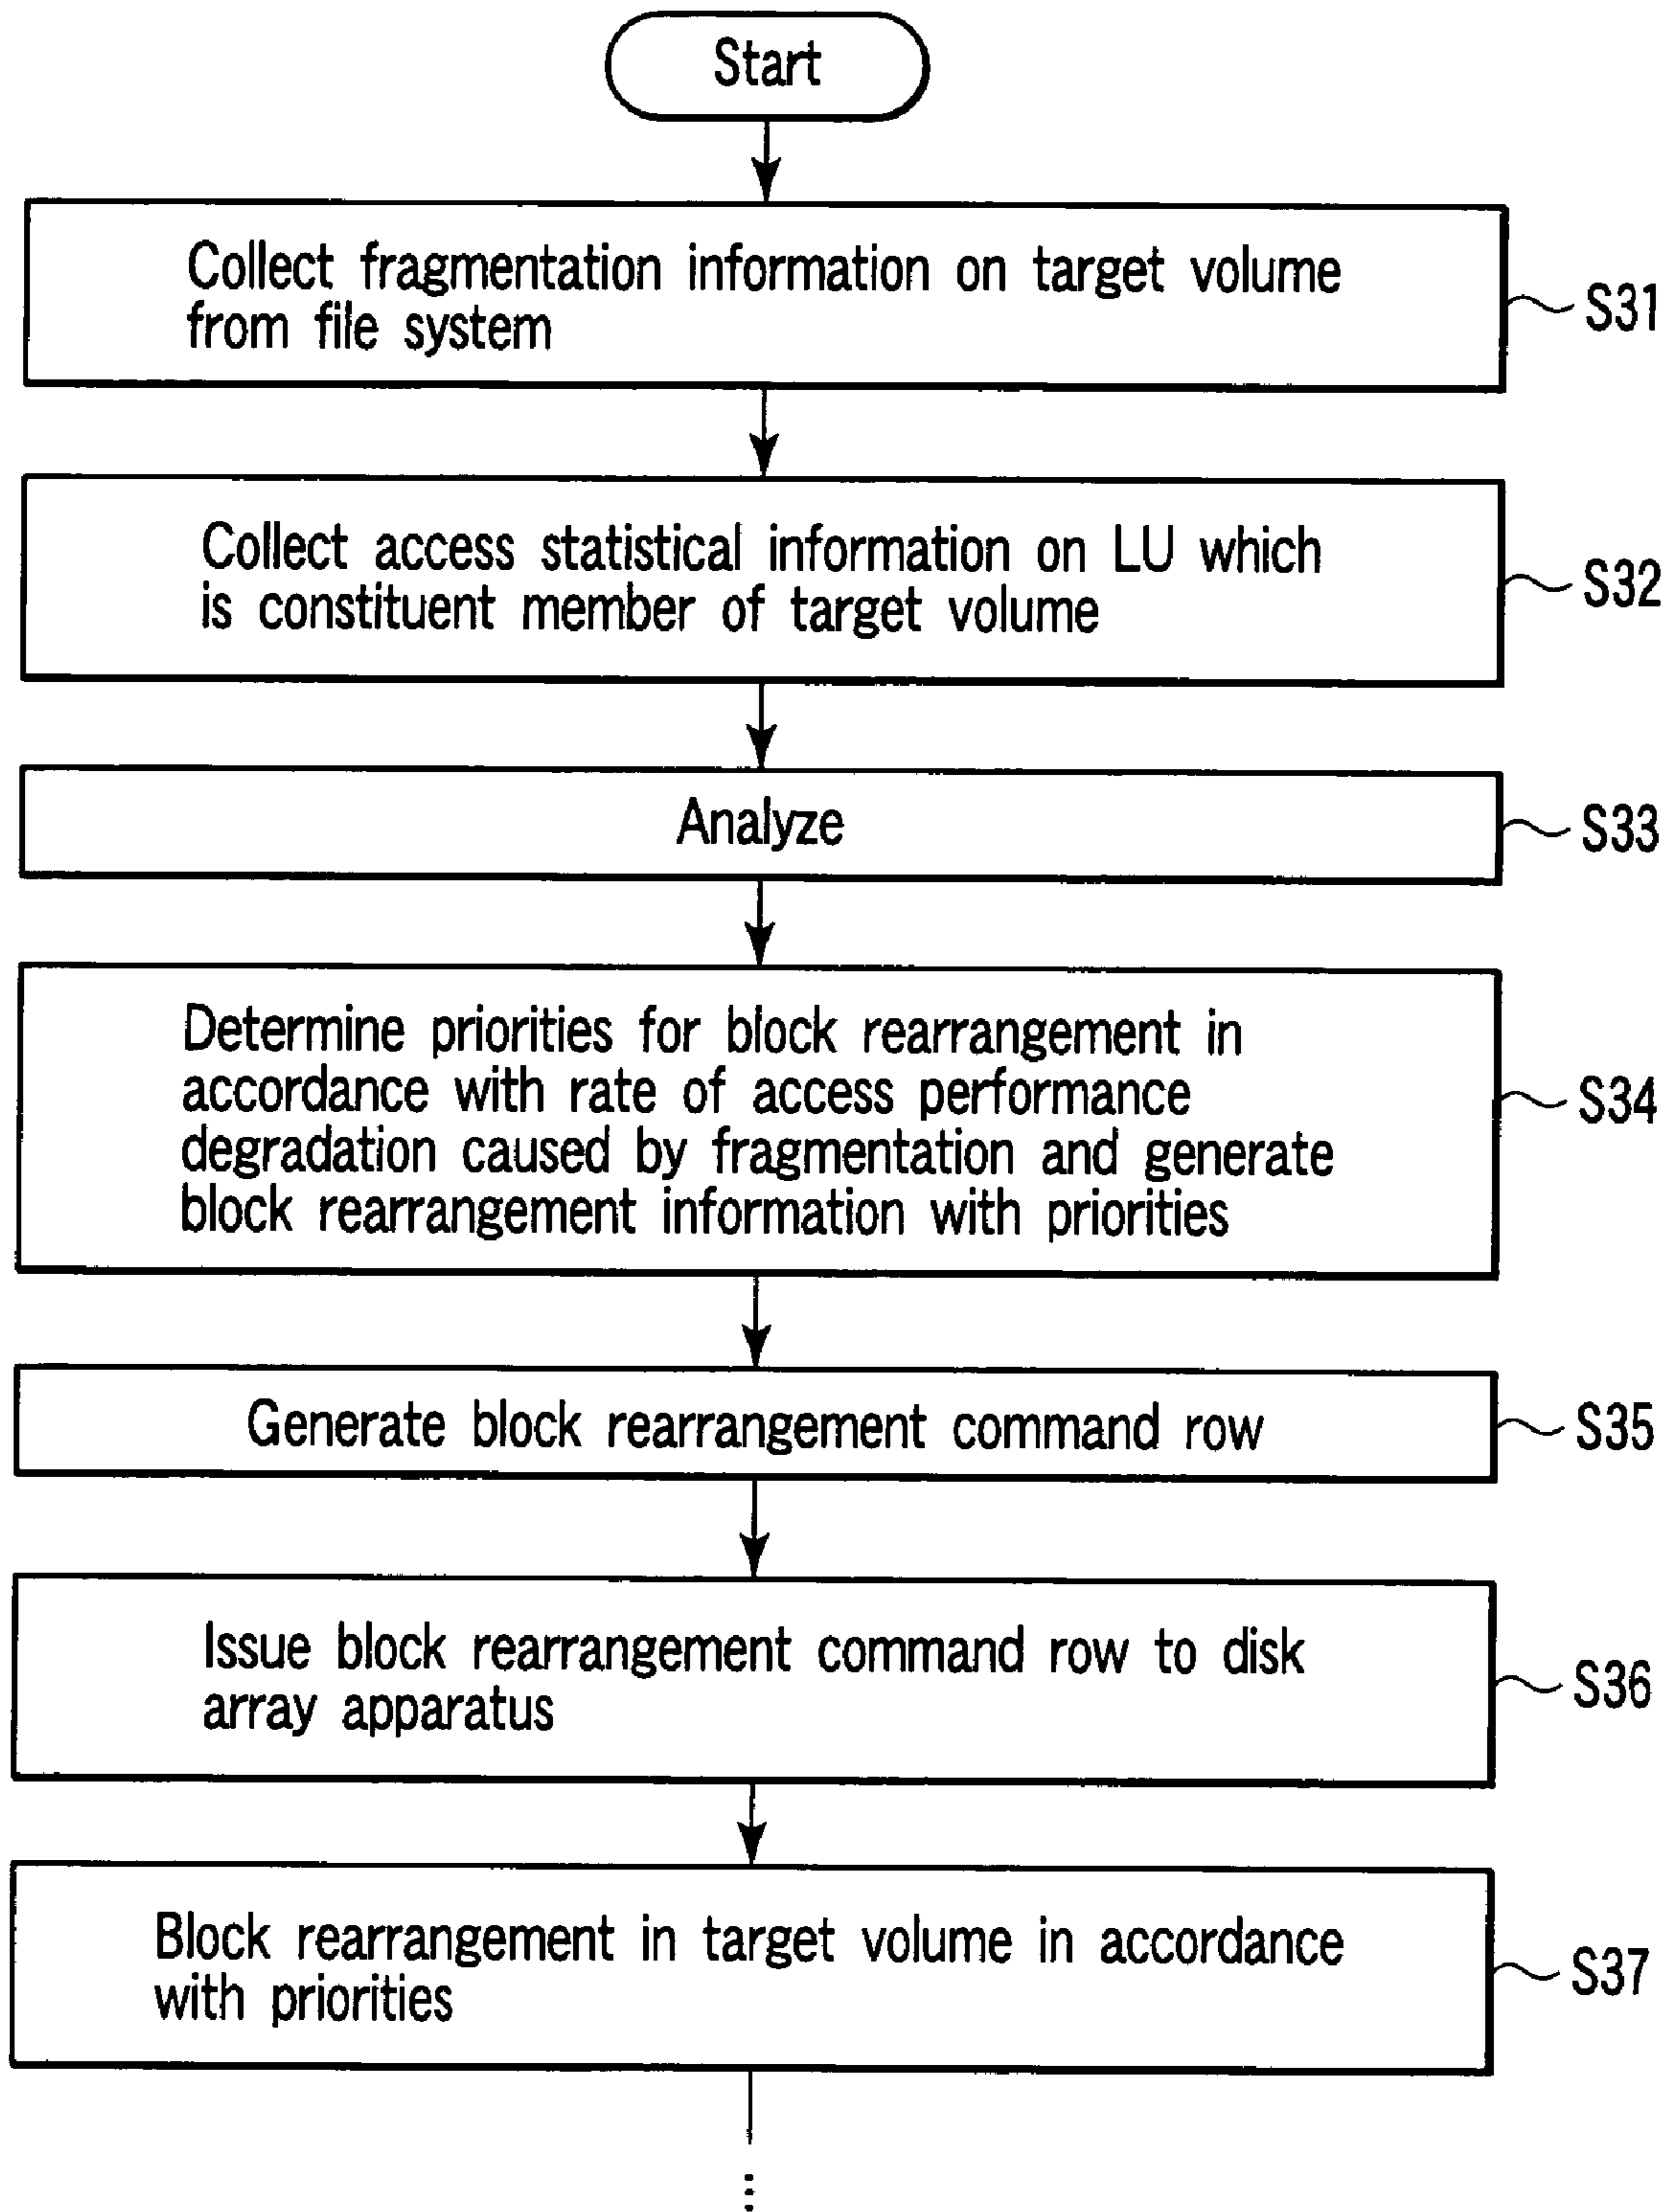 Start
Collect fragmentation information on target volume
from file system
S31
Collect access statistical information on LU which
is constituent member of target volume
S32
Analyze
S33
Determine priorities for block rearrangement in
accordance with rate of access performance
degradation caused by fragmentation and generate
block rearrangement information with priorities
S34
Generate block rearrangement command row
S35
Issue block rearrangement command row to disk
array apparatus
S36
Block rearrangement in target volume in accordance
with priorities
S37